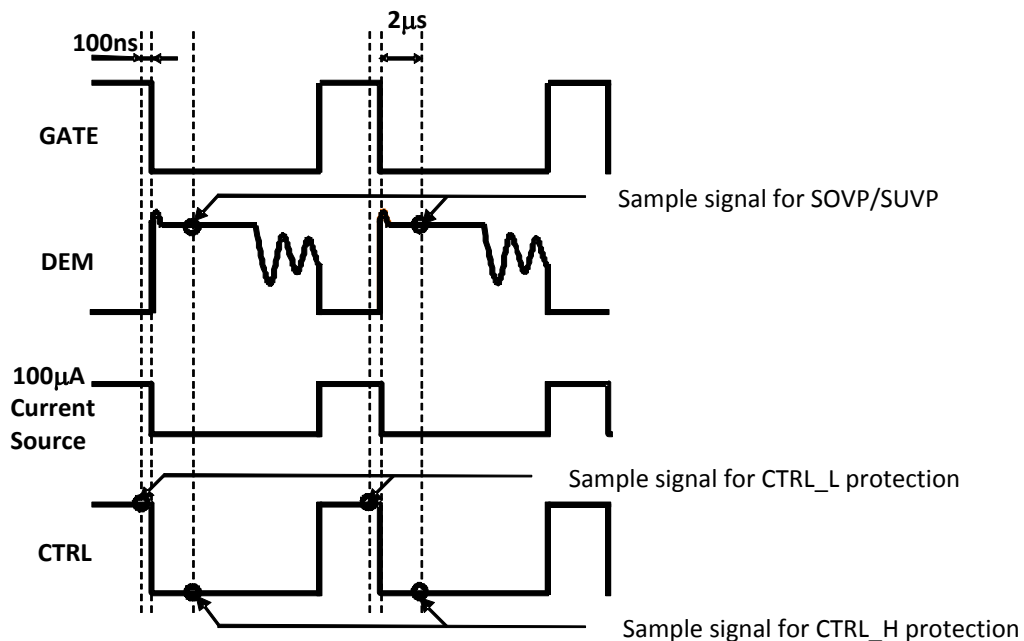 2μs
100ns
GATE
Sample signal for SOVP/SUVP
DEM
100μA
Current
Source
Sample signal for CTRL_L protection
CTRL
Sample signal for CTRL_H protection